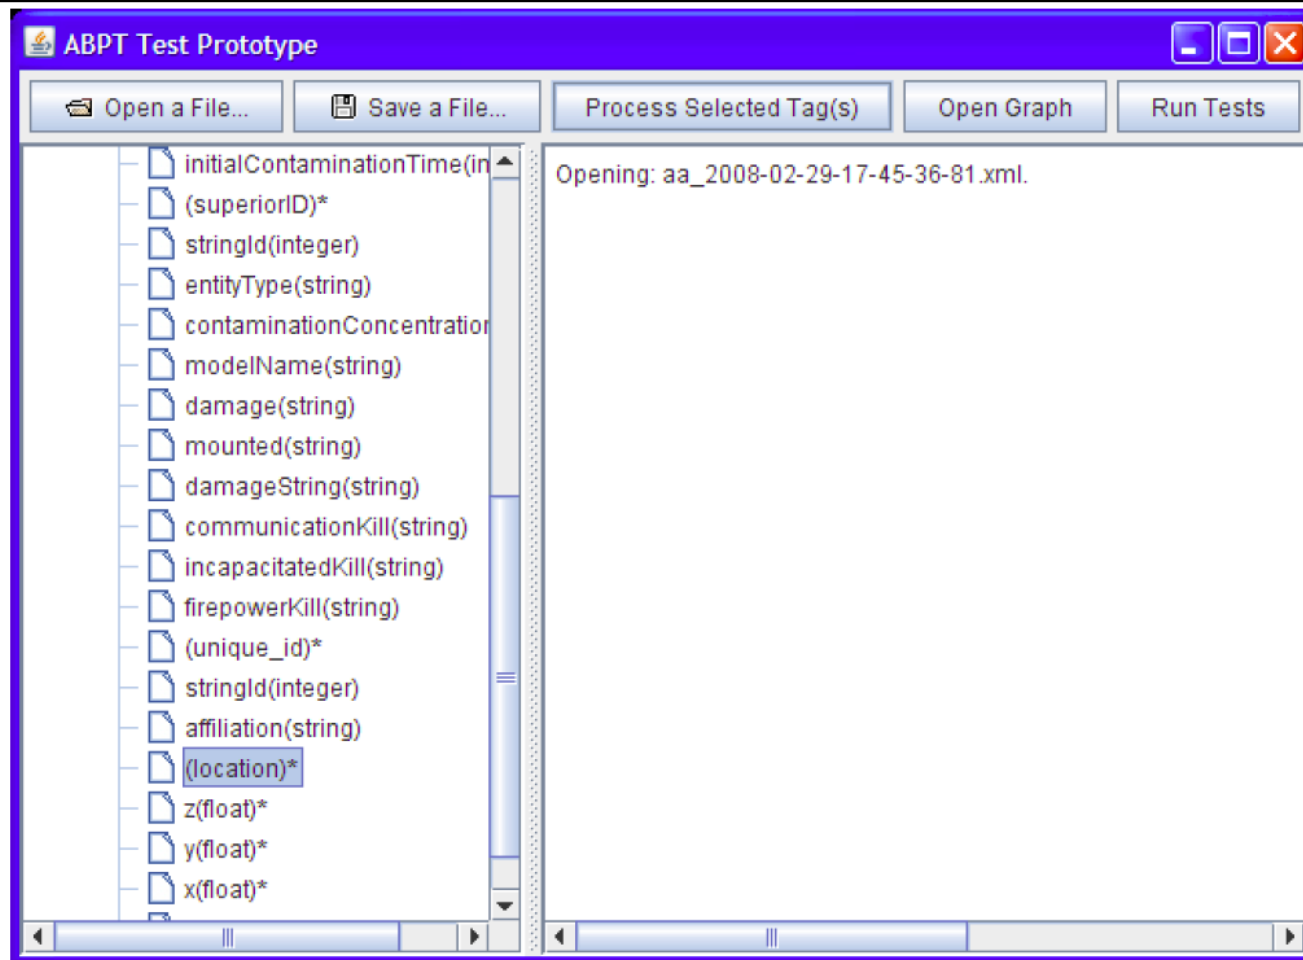 ABPT Test Prototype
Open a File... Save a File... Process Selected Tag(s) Open Graph Run Tests
initialContaminationTime(in
(superiorID)*
stringId(integer)
entityType(string)
contaminationConcentration
modelName(string)
damage(string)
mounted(string)
damageString(string)
communicationKill(string)
incapacitatedKill(string)
firepowerKill(string)
(unique_id)*
stringId(integer)
affiliation(string)
(location)*
z(float)*
y(float)*
x(float)*
Opening: aa_2008-02-29-17-45-36-81.xml.